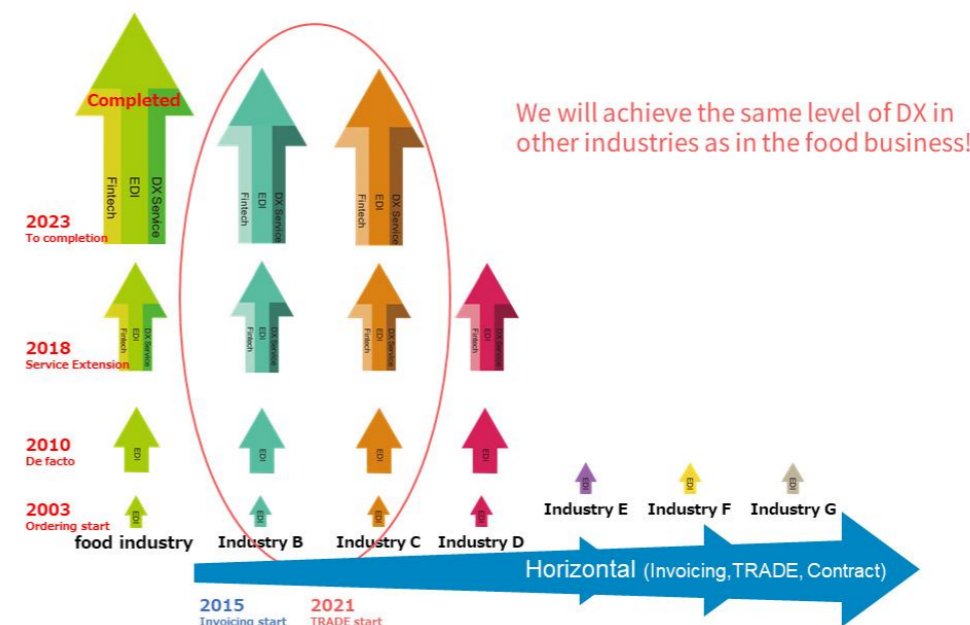 Completed
We will achieve the same level of DX in
other industries as in the food business!
Fintech
EDI
DX Service
Fintech
EDI
DX Service
Fintech
EDI
DX Service
2023
To completion
Fintech
EDI
DX Service
Fintech
EDI
DX Service
Fintech
EDI
DX Service
Fintech
EDI
DX Service
2018
Service Extension
EDI
EDI
EDI
EDI
2010
De facto
EDI
EDI
EDI
EDI
EDI
EDI
EDI
2003
Ordering start
food industry
Industry B
Industry C
Industry D
Industry E
Industry F
Industry G
Horizontal (Invoicing,TRADE, Contract)
2015
Invoicing start
2021
TRADE start